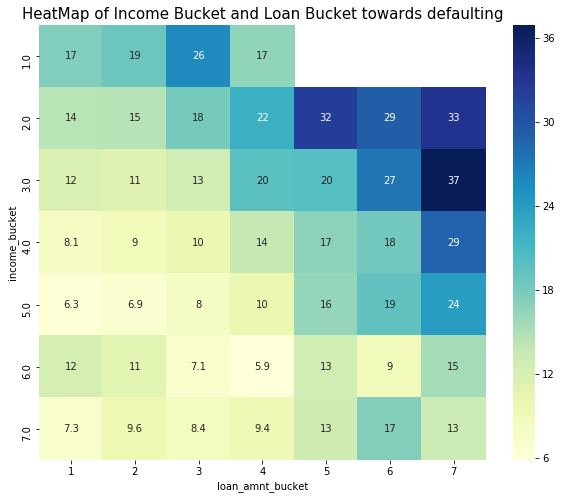 HeatMap of Income Bucket and Loan Bucket towards defaulting
1.0 17 19 26 17
2.0 14 15 18 22 32 29 33
3.0 12 11 13 20 20 27 37
4.0 8.1 9 10 14 17 18 29
5.0 6.3 6.9 8 10 16 19 24
6.0 12 11 7.1 5.9 13 9 15
7.0 7.3 9.6 8.4 9.4 13 17 13
1 2 3 4 5 6 7
income_bucket
loan_amnt_bucket
36
30
24
18
12
6